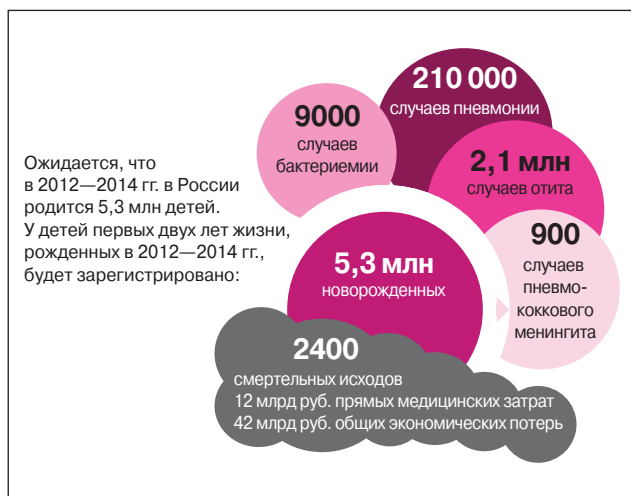 Ожидается, что
в 2012—2014 гг. в России
родится 5,3 млн детей.
У детей первых двух лет жизни,
рожденных в 2012—2014 гг.,
будет зарегистрировано:
9000
случаев
бактериемии
210 000
случаев пневмонии
2,1 млн
случаев отита
900
случаев
пневмо-
коккового
менингита
5,3 млн
новорожденных
2400
смертельных исходов
12 млрд руб. прямых медицинских затрат
42 млрд руб. общих экономических потерь